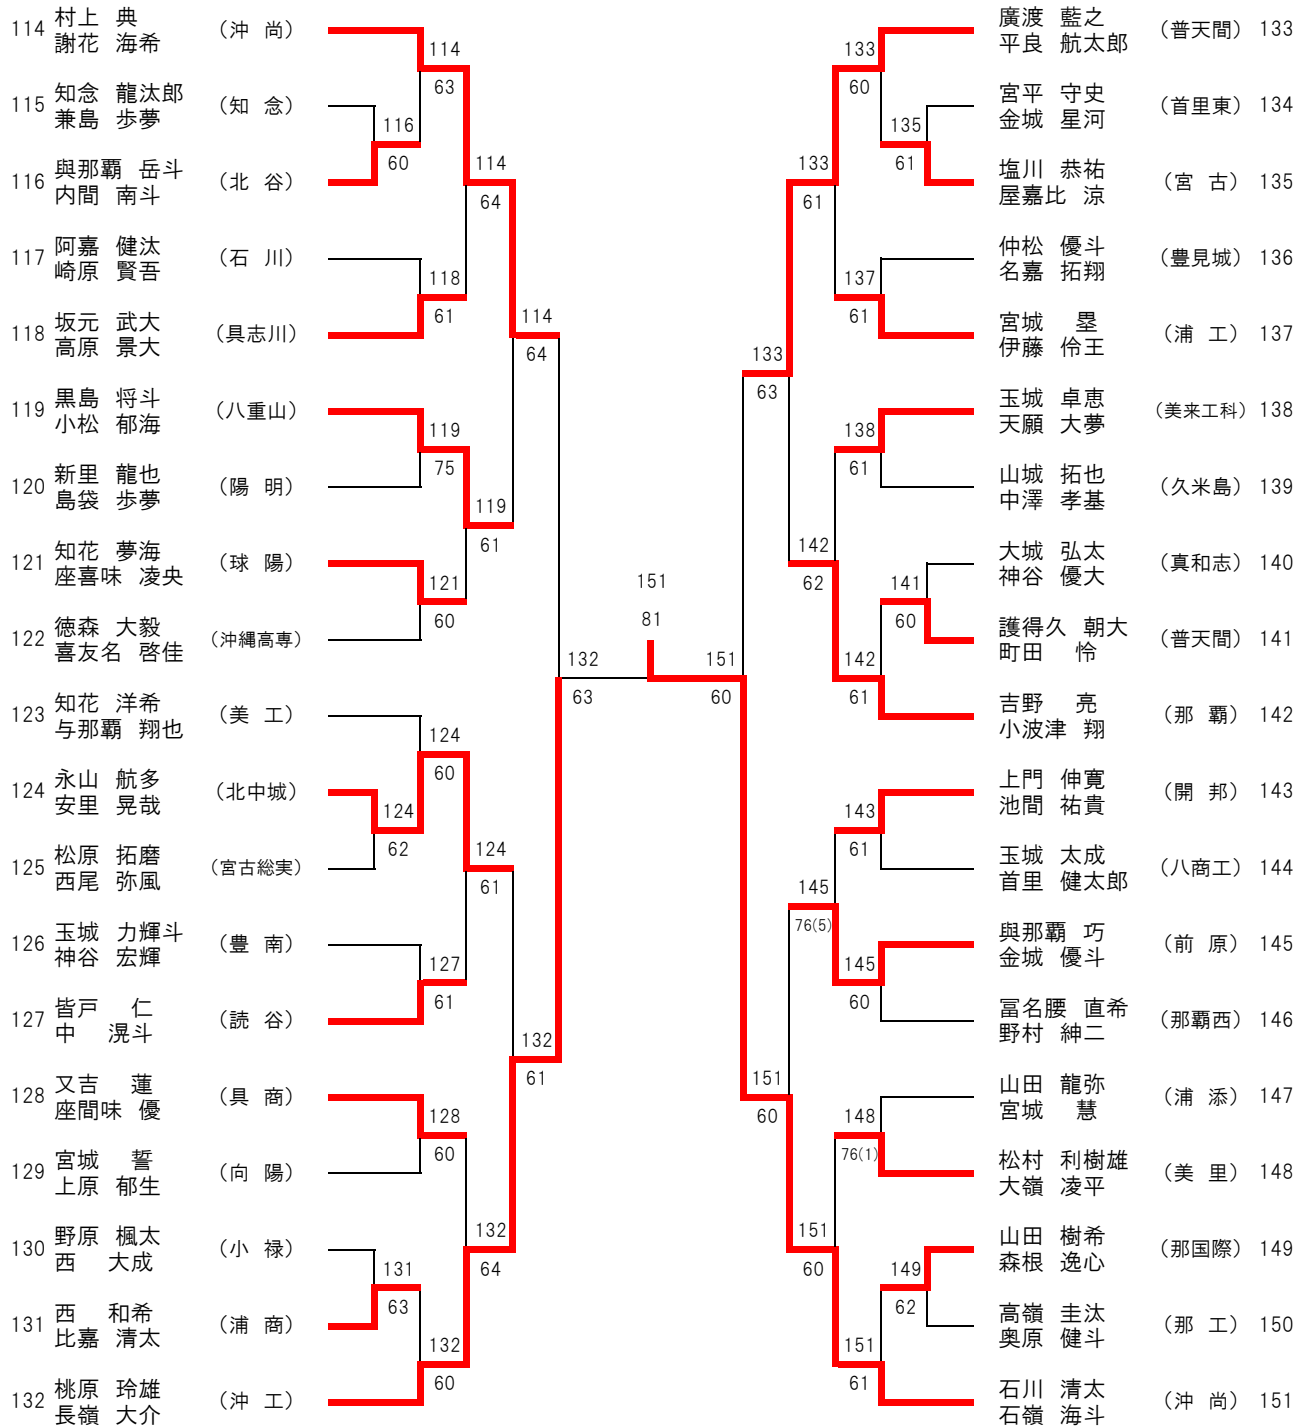 114 村上 典 謝花 海希 (沖 尚)
115 知念 龍汰郎 兼島 歩夢 (知 念)
116 與那覇 岳斗 内間 南斗 (北 谷)
117 阿嘉 健汰 崎原 賢吾 (石 川)
118 坂元 武大 高原 景大 (具志川)
119 黒島 将斗 小松 郁海 (八重山)
120 新里 龍也 島袋 歩夢 (陽 明)
121 知花 夢海 座喜味 凌央 (球 陽)
122 徳森 大毅 喜友名 啓佳 (沖縄高専)
123 知花 洋希 与那覇 翔也 (美 工)
124 永山 航多 安里 晃哉 (北中城)
125 松原 拓磨 西尾 弥風 (宮古総実)
126 玉城 力輝斗 神谷 宏輝 (豊 南)
127 皆戸 仁 中 滉斗 (読 谷)
128 又吉 蓮 座間味 優 (具 商)
129 宮城 誓 上原 郁生 (向 陽)
130 野原 楓太 西 大成 (小 禄)
131 西 和希 比嘉 清太 (浦 商)
132 桃原 玲雄 長嶺 大介 (沖 工)
116 60
124 62
131 63
114 63
118 61
119 75
121 60
124 60
127 61
128 60
132 60
114 64
119 61
124 61
132 64
114 64
132 61
132 63
151 81
151 60
133 63
151 60
133 61
142 62
145 76(5)
151 60
133 60
137 61
138 61
142 61
143 61
145 60
148 76(1)
151 61
135 61
141 60
149 62
廣渡 藍之 平良 航太郎 (普天間) 133
宮平 守史 金城 星河 (首里東) 134
塩川 恭祐 屋嘉比 涼 (宮 古) 135
仲松 優斗 名嘉 拓翔 (豊見城) 136
宮城 塁 伊藤 伶王 (浦 工) 137
玉城 卓恵 天願 大夢 (美来工科) 138
山城 拓也 中澤 孝基 (久米島) 139
大城 弘太 神谷 優大 (真和志) 140
護得久 朝大 町田 怜 (普天間) 141
吉野 亮 小波津 翔 (那 覇) 142
上門 伸寛 池間 祐貴 (開 邦) 143
玉城 太成 首里 健太郎 (八商工) 144
與那覇 巧 金城 優斗 (前 原) 145
冨名腰 直希 野村 紳二 (那覇西) 146
山田 龍弥 宮城 慧 (浦 添) 147
松村 利樹雄 大嶺 凌平 (美 里) 148
山田 樹希 森根 逸心 (那国際) 149
高嶺 圭汰 奥原 健斗 (那 工) 150
石川 清太 石嶺 海斗 (沖 尚) 151